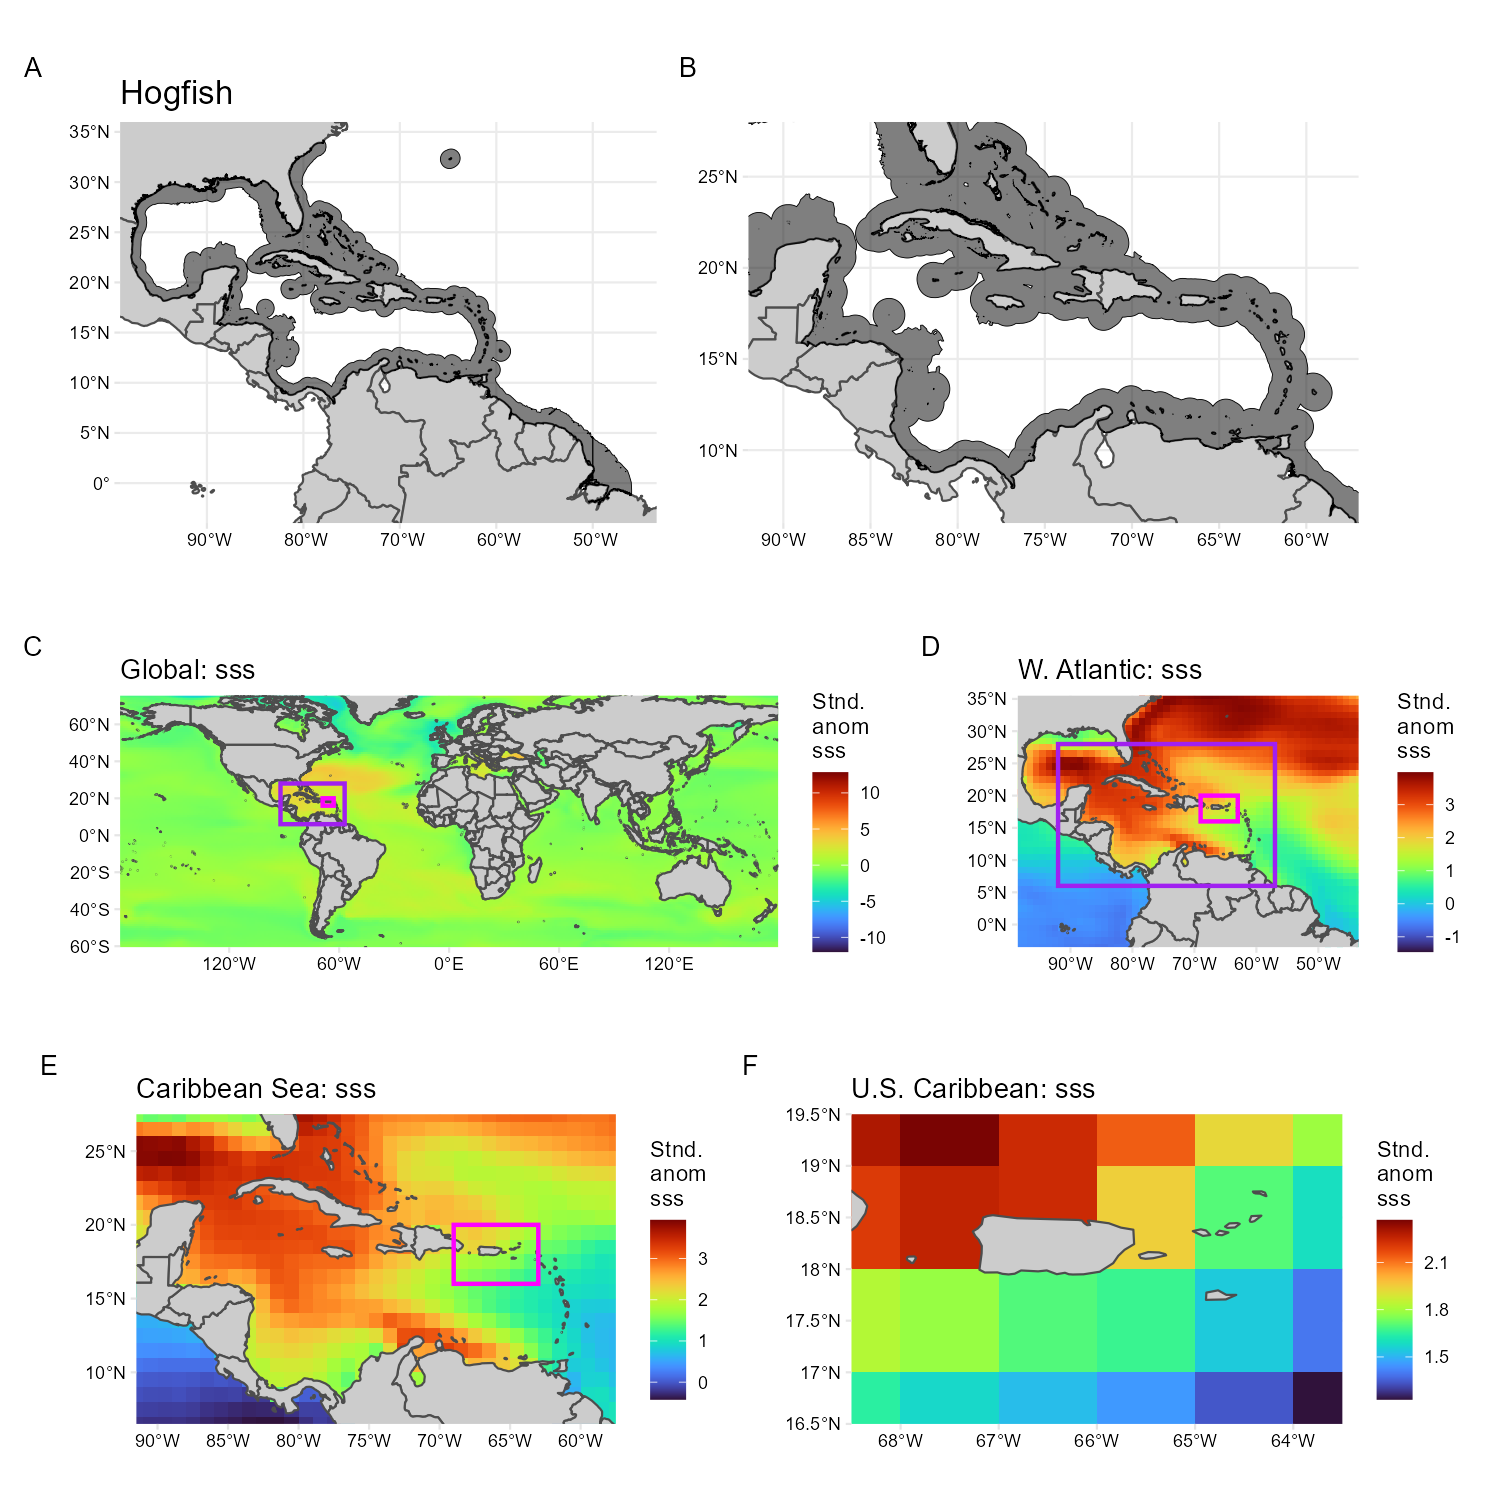 A
Hogfish
35°N
30°N
25°N
20°N
15°N
10°N
5°N
0°
90°W
80°W
70°W
60°W
50°W
B
25°N
20°N
15°N
10°N
90°W
85°W
80°W
75°W
70°W
65°W
60°W
C
Global: sss
60°N
40°N
20°N
0°N
20°S
40°S
60°S
120°W
60°W
0°E
60°E
120°E
Stnd.
anom
sss
10
5
0
-5
-10
D
W. Atlantic: sss
35°N
30°N
25°N
20°N
15°N
10°N
5°N
0°N
90°W
80°W
70°W
60°W
50°W
Stnd.
anom
sss
3
2
1
0
-1
E
Caribbean Sea: sss
25°N
20°N
15°N
10°N
90°W
85°W
80°W
75°W
70°W
65°W
60°W
Stnd.
anom
sss
3
2
1
0
F
U.S. Caribbean: sss
19.5°N
19°N
18.5°N
18°N
17.5°N
17°N
16.5°N
68°W
67°W
66°W
65°W
64°W
Stnd.
anom
sss
2.1
1.8
1.5